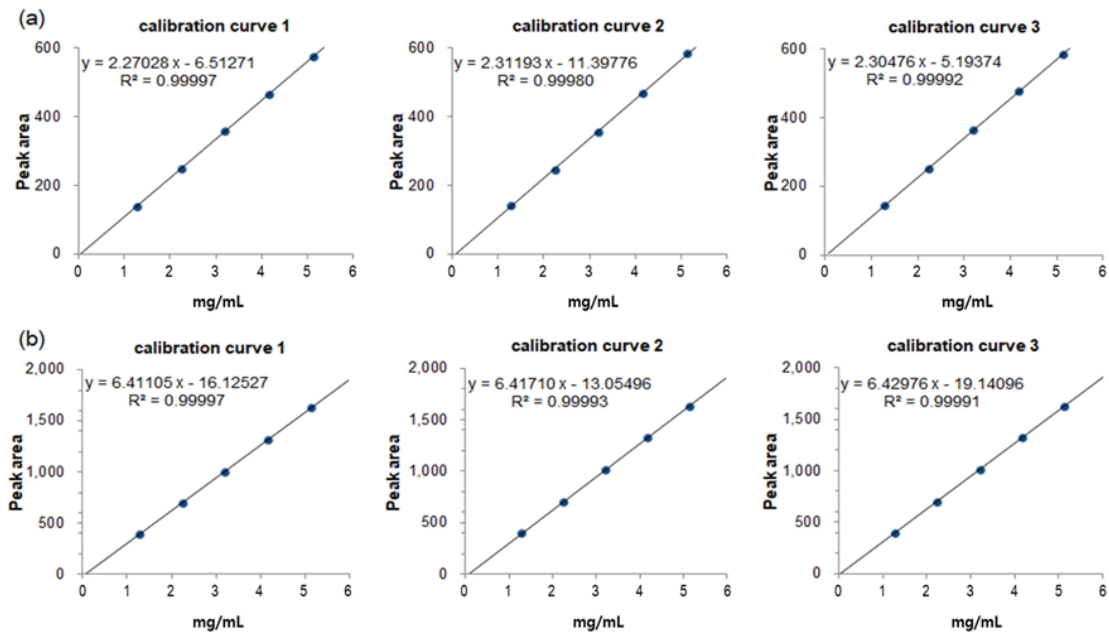 (a)
calibration curve 1
y = 2.27028 x - 6.51271
R² = 0.99997
Peak area
600
400
200
0
0 1 2 3 4 5 6
mg/mL
calibration curve 2
y = 2.31193 x - 11.39776
R² = 0.99980
Peak area
600
400
200
0
0 1 2 3 4 5 6
mg/mL
calibration curve 3
y = 2.30476 x - 5.19374
R² = 0.99992
Peak area
600
400
200
0
0 1 2 3 4 5 6
mg/mL
(b)
calibration curve 1
y = 6.41105 x - 16.12527
R² = 0.99997
Peak area
2,000
1,500
1,000
500
0
0 1 2 3 4 5 6
mg/mL
calibration curve 2
y = 6.41710 x - 13.05496
R² = 0.99993
Peak area
2,000
1,500
1,000
500
0
0 1 2 3 4 5 6
mg/mL
calibration curve 3
y = 6.42976 x - 19.14096
R² = 0.99991
Peak area
2,000
1,500
1,000
500
0
0 1 2 3 4 5 6
mg/mL